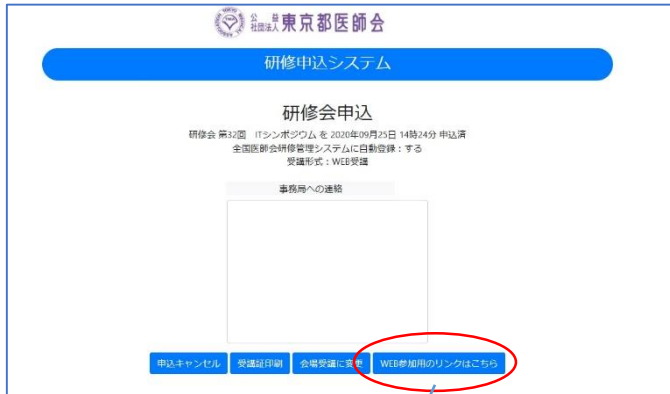 公益
社団法人東京都医師会
研修申込システム
研修会申込
研修会 第32回 ITシンポジウム を 2020年09月25日 14時24分 申込済
全国医師会研修管理システムに自動登録:する
受講形式:WEB受講
事務局への連絡
申込キャンセル 受講証印刷 会場受講に変更 WEB参加用のリンクはこちら